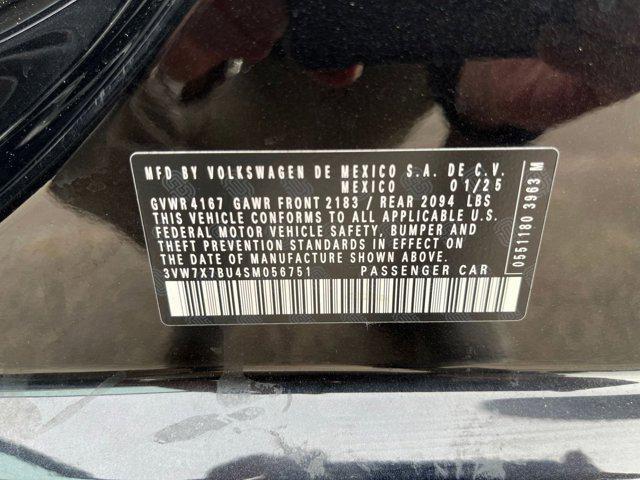 MFD BY VOLKSWAGEN DE MEXICO S.A. DE C.V.
MEXICO 01/25
GVWR 4167 GAWR FRONT 2183 / REAR 2094 LBS
THIS VEHICLE CONFORMS TO ALL APPLICABLE U.S.
FEDERAL MOTOR VEHICLE SAFETY, BUMPER AND
THEFT PREVENTION STANDARDS IN EFFECT ON
THE DATE OF MANUFACTURE SHOWN ABOVE.
3VW7X7BU4SM056751 PASSENGER CAR
0551180 3963 M